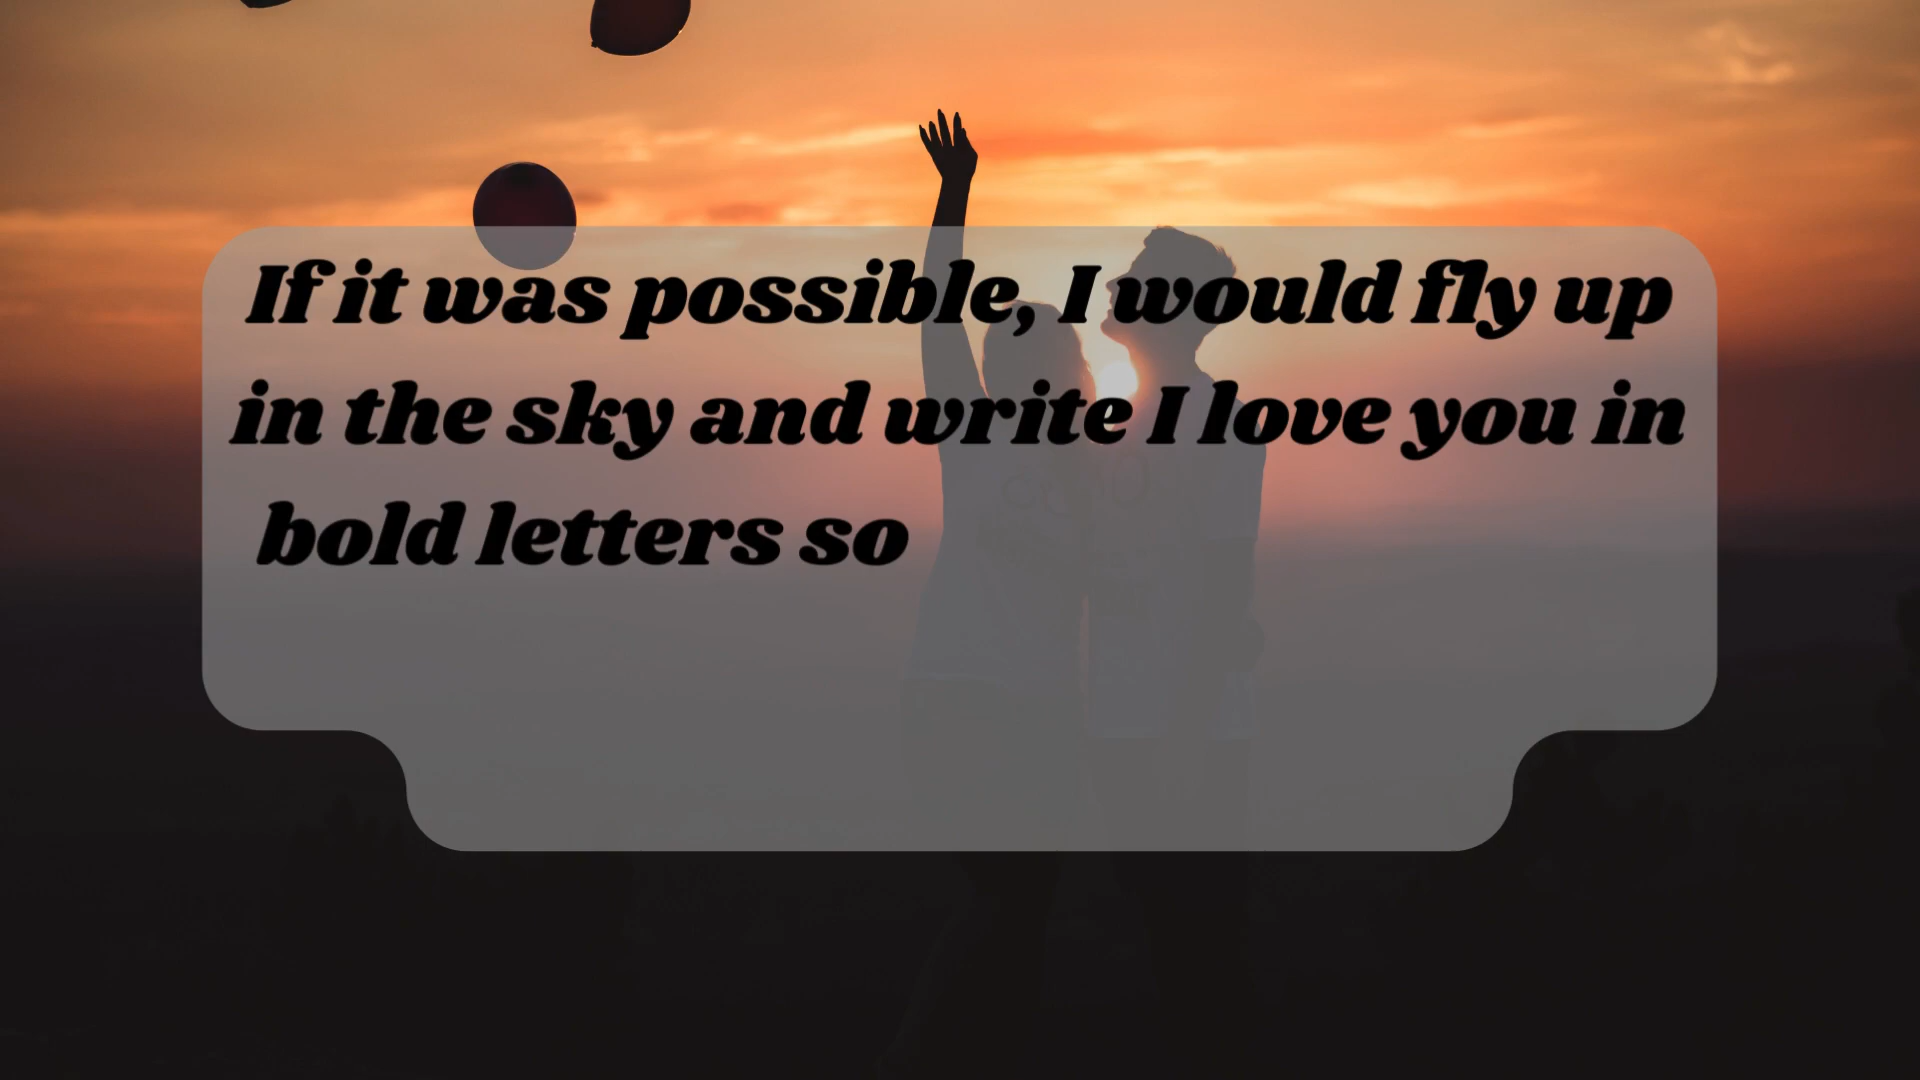 If it was possible, I would fly up
in the sky and write I love you in
bold letters so